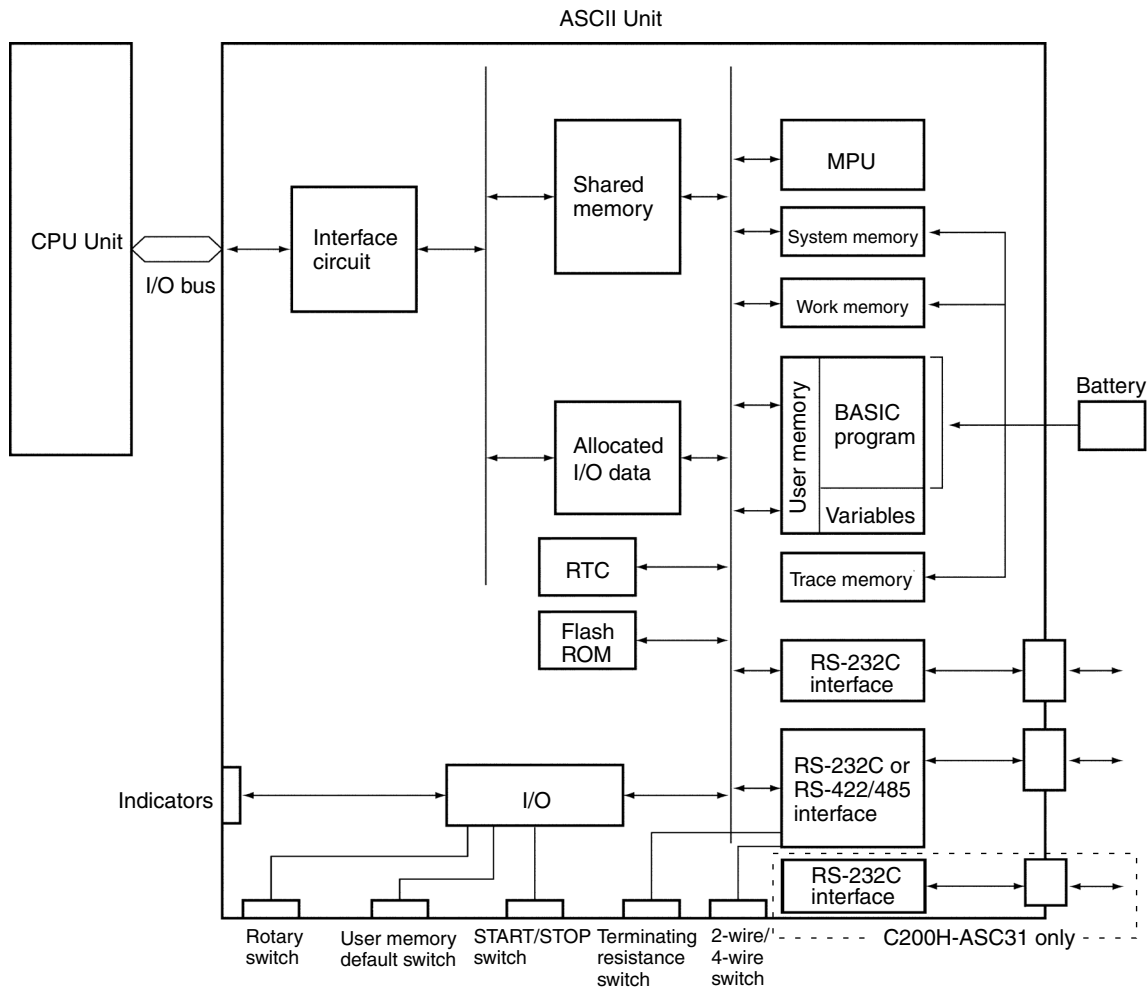 ASCII Unit
CPU Unit
I/O bus
Interface
circuit
Shared
memory
MPU
System memory
Work memory
User memory
BASIC
program
Variables
Battery
Allocated
I/O data
RTC
Flash
ROM
Trace memory
RS-232C
interface
RS-232C or
RS-422/485
interface
Indicators
I/O
RS-232C
interface
C200H-ASC31 only
Rotary
switch
User memory
default switch
START/STOP
switch
Terminating
resistance
switch
2-wire/
4-wire
switch